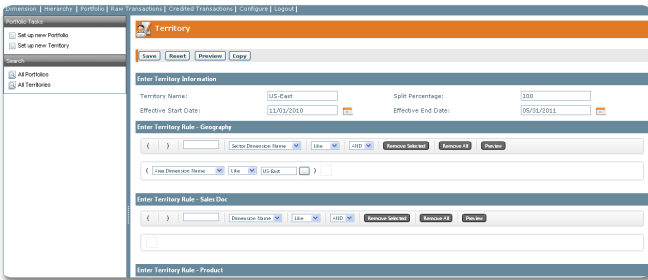 Dimension | Hierarchy | Portfolio | Raw Transactions | Credited Transactions | Configure | Logout |
Portfolio Tasks
Set up new Portfolio
Set up new Territory
Search
All Portfolios
All Territories
Territory
Save Reset Preview Copy
Enter Territory Information
Territory Name: US-East Split Percentage: 100
Effective Start Date: 11/01/2010 Effective End Date: 05/31/2011
Enter Territory Rule - Geography
( ) Sector Dimension Name Like AND Remove Selected Remove All Preview
( Area Dimension Name Like US-East ... )
Enter Territory Rule - Sales Doc
( ) Dimension Name Like AND Remove Selected Remove All Preview
Enter Territory Rule - Product